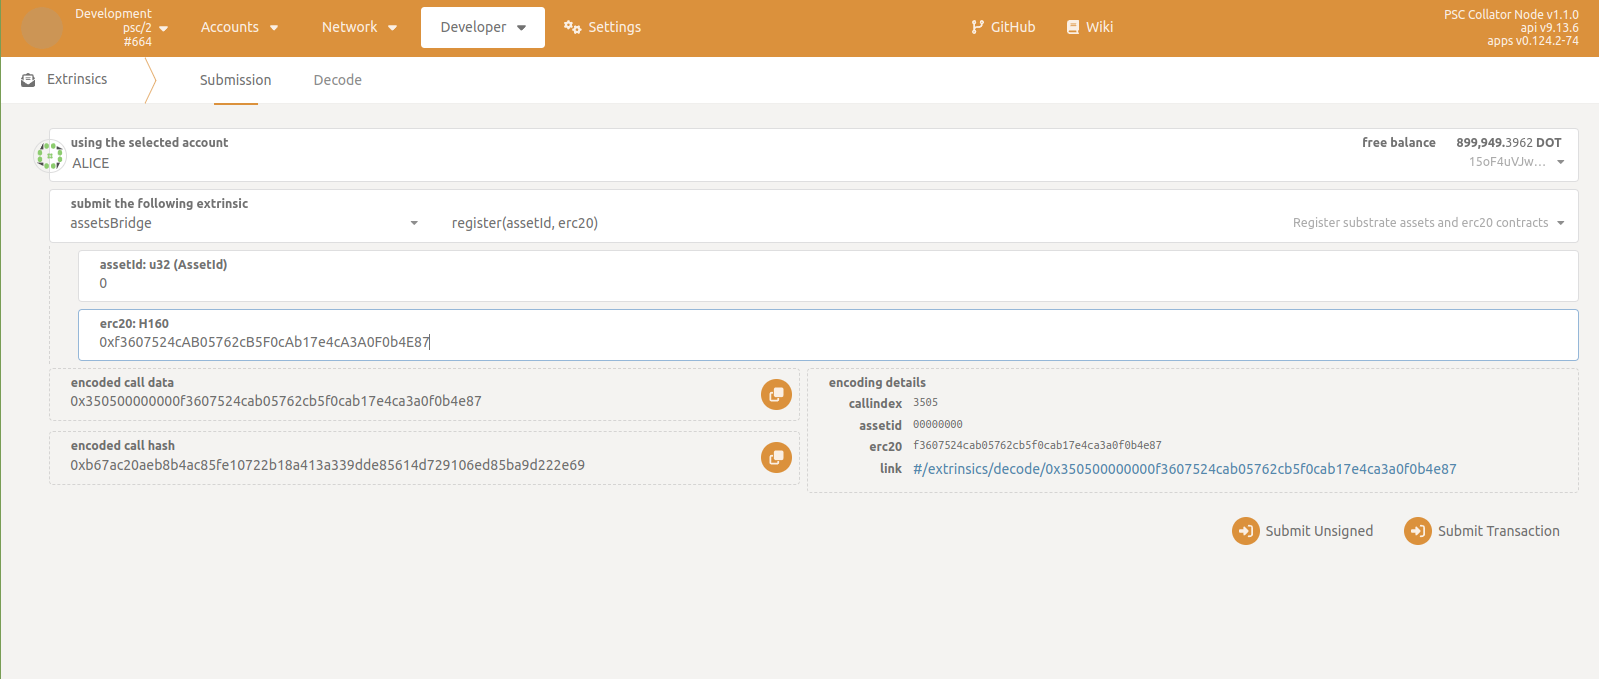 Development
psc/2
#664
Accounts
Network
Developer
Settings
GitHub
Wiki
PSC Collator Node v1.1.0
api v9.13.6
apps v0.124.2-74
Extrinsics
Submission
Decode
using the selected account
ALICE
free balance 899,949.3962 DOT
15oF4uVJw...
submit the following extrinsic
assetsBridge
register(assetId, erc20)
Register substrate assets and erc20 contracts
assetId: u32 (AssetId)
0
erc20: H160
0xf3607524cAB05762cB5F0cAb17e4cA3A0F0b4E87
encoded call data
0x350500000000f3607524cab05762cb5f0cab17e4ca3a0f0b4e87
encoded call hash
0xb67ac20aeb8b4ac85fe10722b18a413a339dde85614d729106ed85ba9d222e69
encoding details
callindex 3505
assetid 00000000
erc20 f3607524cab05762cb5f0cab17e4ca3a0f0b4e87
link #/extrinsics/decode/0x350500000000f3607524cab05762cb5f0cab17e4ca3a0f0b4e87
Submit Unsigned
Submit Transaction